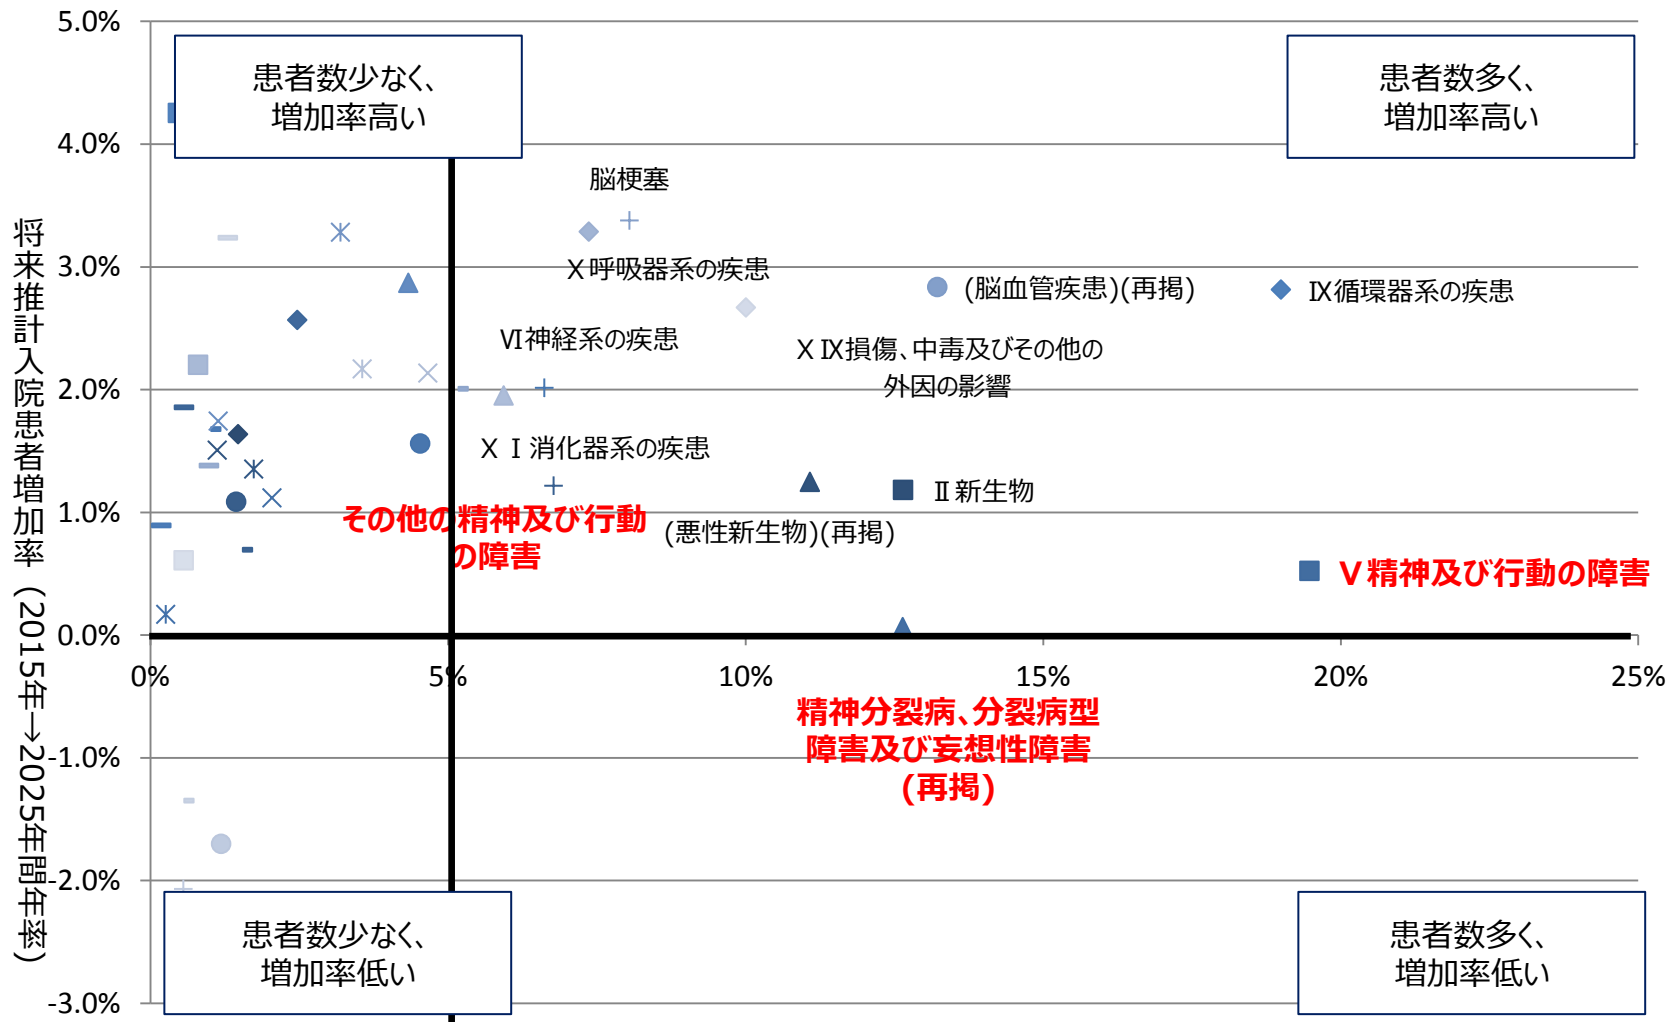 5.0%
患者数少なく、
増加率高い
患者数多く、
増加率高い
4.0%
脳梗塞
3.0%
Ⅹ呼吸器系の疾患
(脳血管疾患)(再掲)
Ⅸ循環器系の疾患
Ⅵ神経系の疾患
ⅩⅨ損傷、中毒及びその他の
外因の影響
2.0%
ⅩⅠ消化器系の疾患
Ⅱ新生物
1.0%
その他の精神及び行動
の障害
(悪性新生物)(再掲)
Ⅴ精神及び行動の障害
0.0%
0%
5%
10%
15%
20%
25%
精神分裂病、分裂病型
障害及び妄想性障害
(再掲)
-1.0%
-2.0%
患者数少なく、
増加率低い
患者数多く、
増加率低い
-3.0%
将来推計入院患者増加率（2015年→2025年間年率）